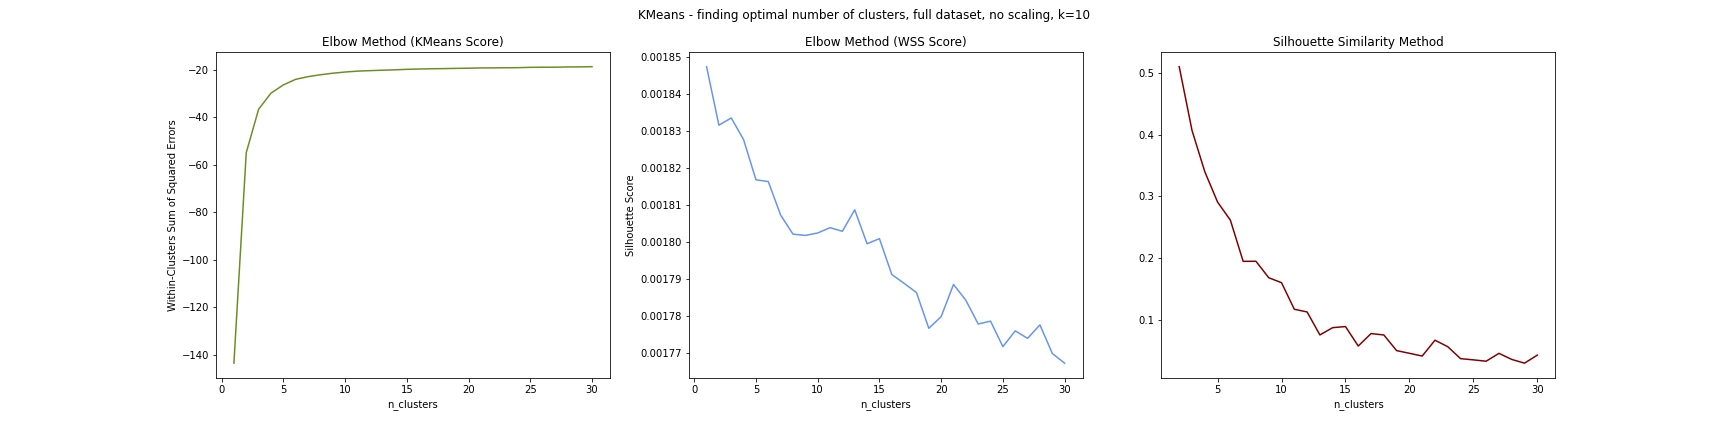 KMeans - finding optimal number of clusters, full dataset, no scaling, k=10
Elbow Method (KMeans Score)
Within-Clusters Sum of Squared Errors
−20
−40
−60
−80
−100
−120
−140
0 5 10 15 20 25 30
n_clusters
Elbow Method (WSS Score)
Silhouette Score
0.00185
0.00184
0.00183
0.00182
0.00181
0.00180
0.00179
0.00178
0.00177
0 5 10 15 20 25 30
n_clusters
Silhouette Similarity Method
0.5
0.4
0.3
0.2
0.1
5 10 15 20 25 30
n_clusters